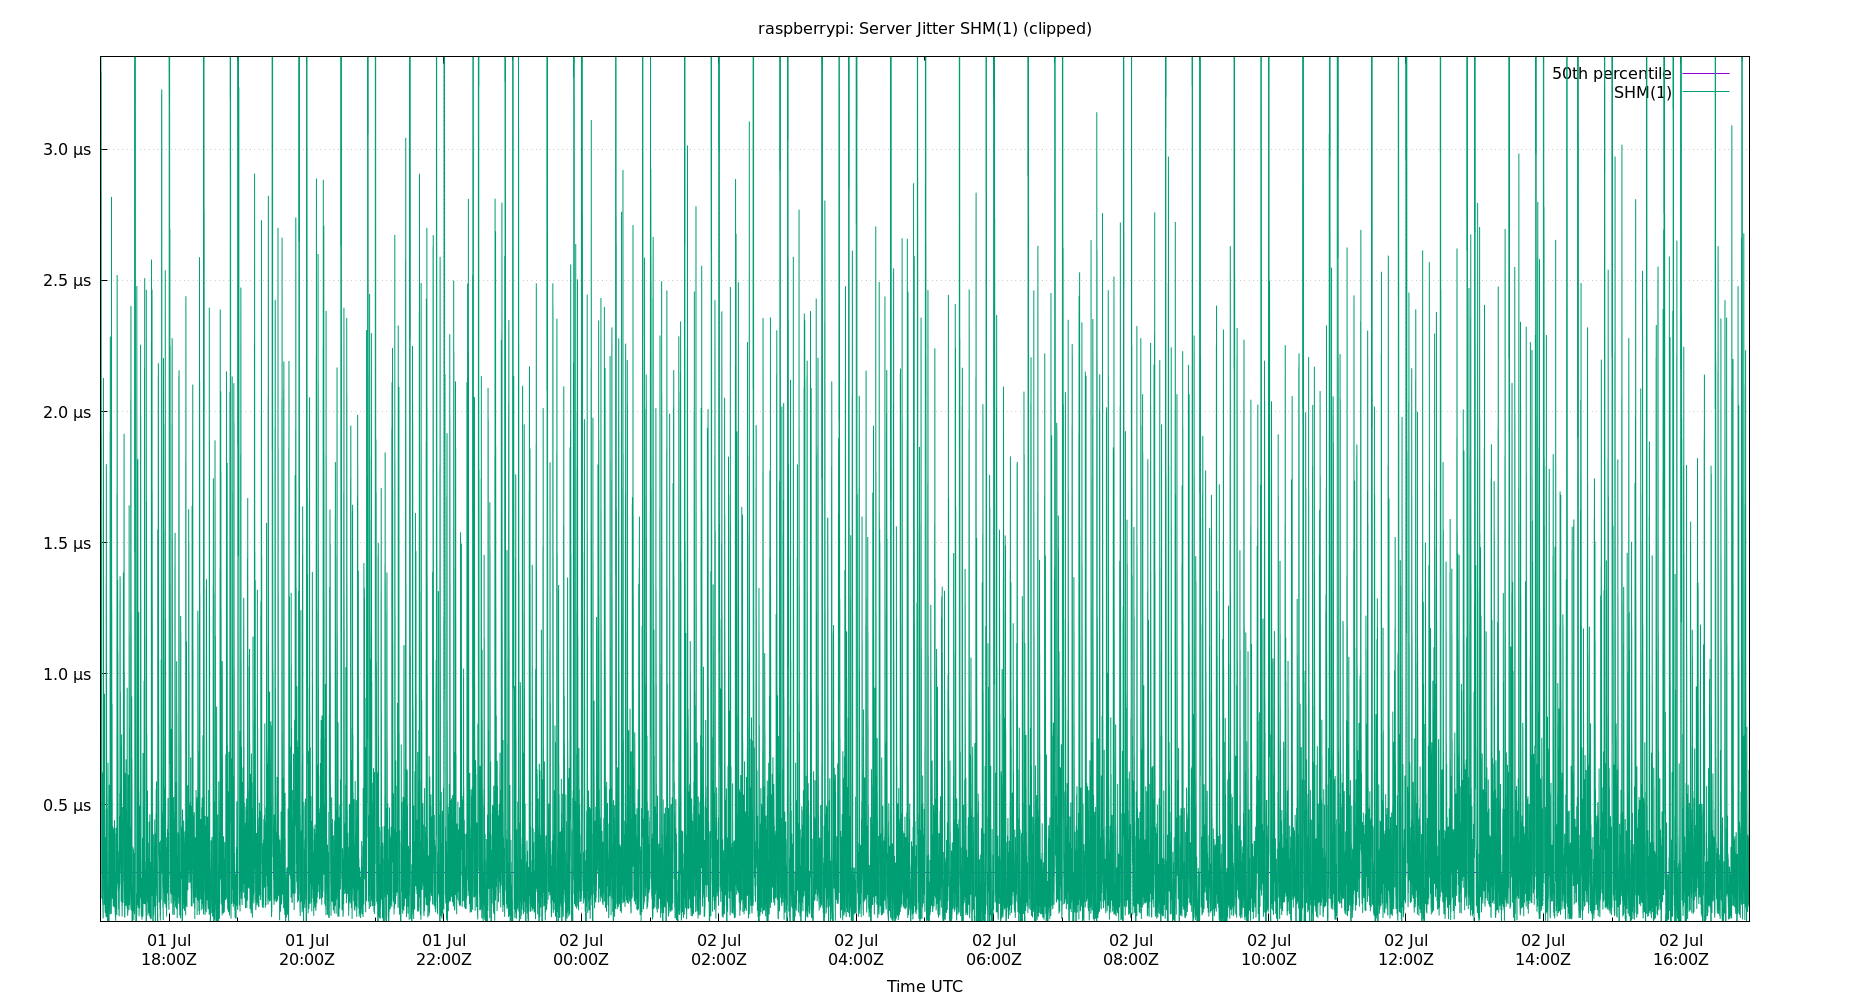 raspberrypi: Server Jitter SHM(1) (clipped)
50th percentile
SHM(1)
3.0 µs
2.5 µs
2.0 µs
1.5 µs
1.0 µs
0.5 µs
01 Jul 01 Jul 01 Jul 02 Jul 02 Jul 02 Jul 02 Jul 02 Jul 02 Jul 02 Jul 02 Jul 02 Jul
18:00Z 20:00Z 22:00Z 00:00Z 02:00Z 04:00Z 06:00Z 08:00Z 10:00Z 12:00Z 14:00Z 16:00Z
Time UTC